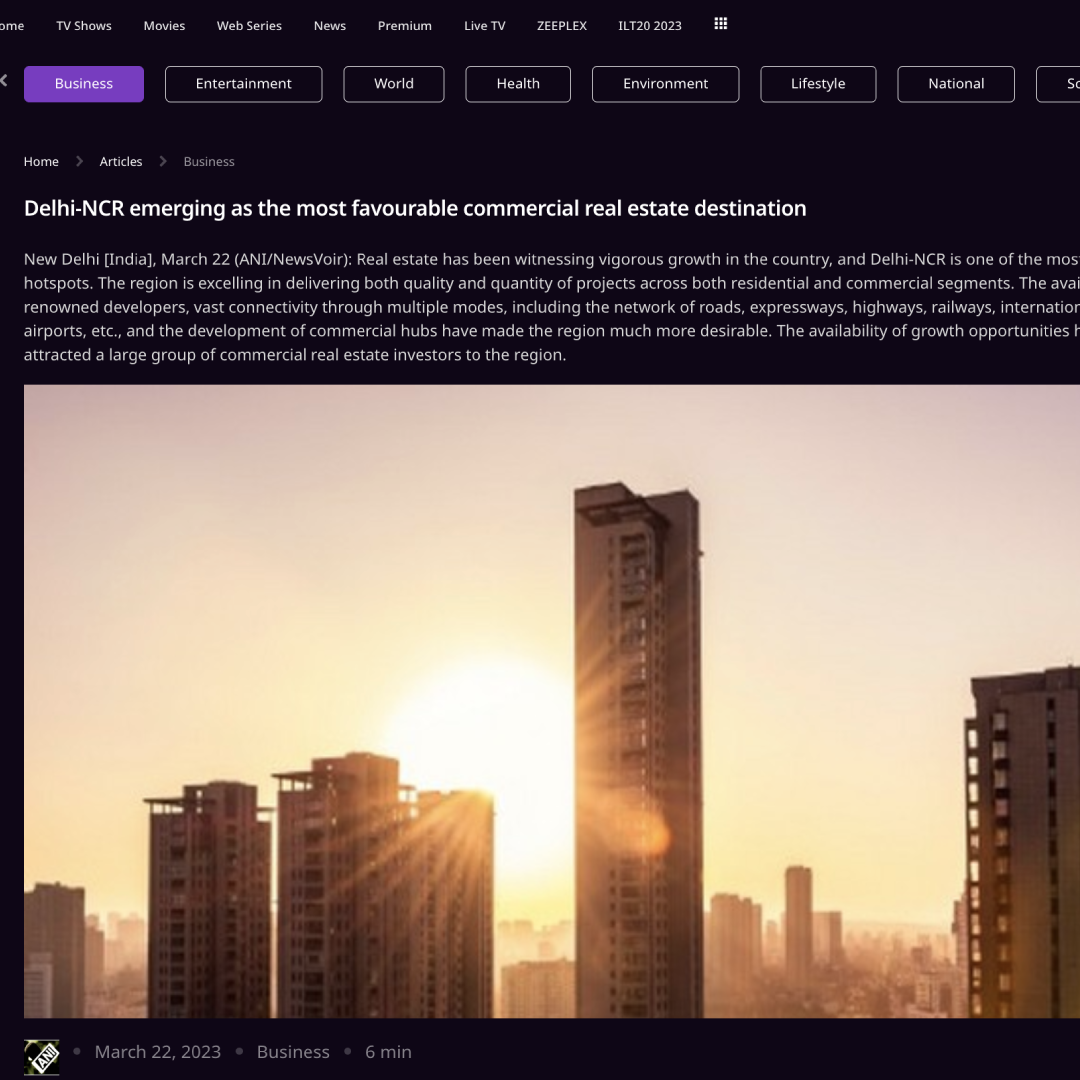 ome TV Shows Movies Web Series News Premium Live TV ZEEPLEX ILT20 2023
Business Entertainment World Health Environment Lifestyle National
Home Articles Business
Delhi-NCR emerging as the most favourable commercial real estate destination
New Delhi [India], March 22 (ANI/NewsVoir): Real estate has been witnessing vigorous growth in the country, and Delhi-NCR is one of the most
hotspots. The region is excelling in delivering both quality and quantity of projects across both residential and commercial segments. The avai
renowned developers, vast connectivity through multiple modes, including the network of roads, expressways, highways, railways, internation
airports, etc., and the development of commercial hubs have made the region much more desirable. The availability of growth opportunities h
attracted a large group of commercial real estate investors to the region.
ANI • March 22, 2023 • Business • 6 min